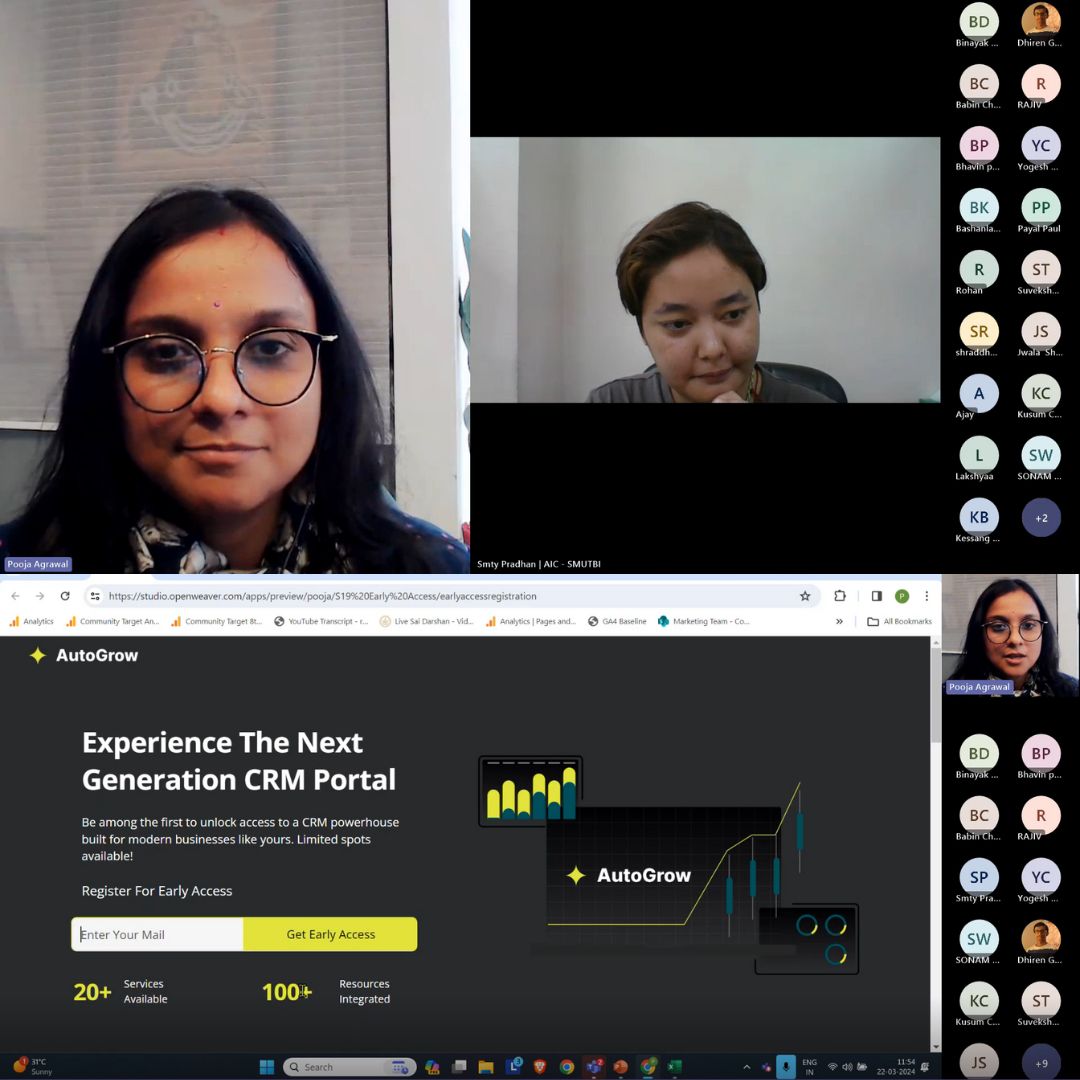 BD
Binayak ...
Dhiren G...
BC
Babin Ch...
R
RAJIV
BP
Bhavin p...
YC
Yogesh ...
BK
Bashanla...
PP
Payal Paul
R
Rohan
ST
Suveksh...
SR
shraddh...
JS
Jwala Sh...
A
Ajay
KC
Kusum C...
L
Lakshyaa
SW
SONAM ...
KB
Kessang ...
+2
Pooja Agrawal
Smty Pradhan | AIC - SMUTBI
https://studio.openweaver.com/apps/preview/pooja/S19%20Early%20Access/earlyaccessregistration
P
Analytics
Community Target An...
Community Target 8t...
YouTube Transcript - r...
Live Sai Darshan - Vid...
Analytics | Pages and...
GA4 Baseline
Marketing Team - Co...
»
All Bookmarks
AutoGrow
Experience The Next
Generation CRM Portal
Be among the first to unlock access to a CRM powerhouse
built for modern businesses like yours. Limited spots
available!
Register For Early Access
Enter Your Mail
Get Early Access
20+
Services
Available
100+
Resources
Integrated
AutoGrow
Pooja Agrawal
BD
Binayak ...
BP
Bhavin p...
BC
Babin Ch...
R
RAJIV
SP
Smty Pra...
YC
Yogesh ...
SW
SONAM ...
Dhiren G...
KC
Kusum C...
ST
Suveksh...
JS
+9
1
31°C
Sunny
Search
3
2
ENG
IN
11:54
22-03-2024